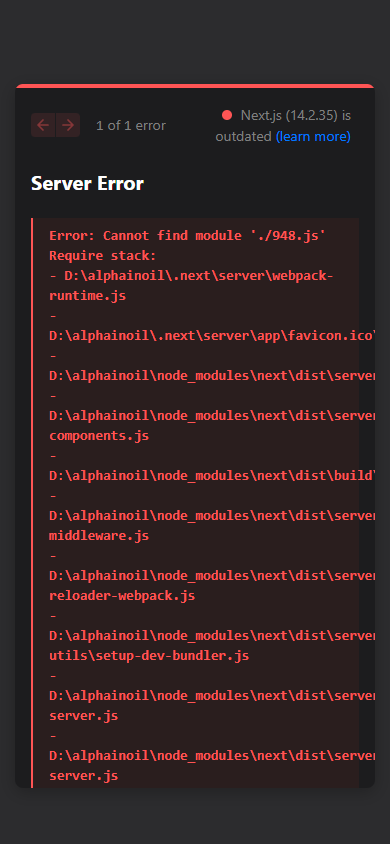 1 of 1 error
Next.js (14.2.35) is
outdated (learn more)
Server Error
Error: Cannot find module './948.js'
Require stack:
- D:\alphainoil\.next\server\webpack-
runtime.js
-
D:\alphainoil\.next\server\app\favicon.ico\
-
D:\alphainoil\node_modules\next\dist\server
-
D:\alphainoil\node_modules\next\dist\server
components.js
-
D:\alphainoil\node_modules\next\dist\build\
-
D:\alphainoil\node_modules\next\dist\server
middleware.js
-
D:\alphainoil\node_modules\next\dist\server
reloader-webpack.js
-
D:\alphainoil\node_modules\next\dist\server
utils\setup-dev-bundler.js
-
D:\alphainoil\node_modules\next\dist\server
server.js
-
D:\alphainoil\node_modules\next\dist\server
server.js